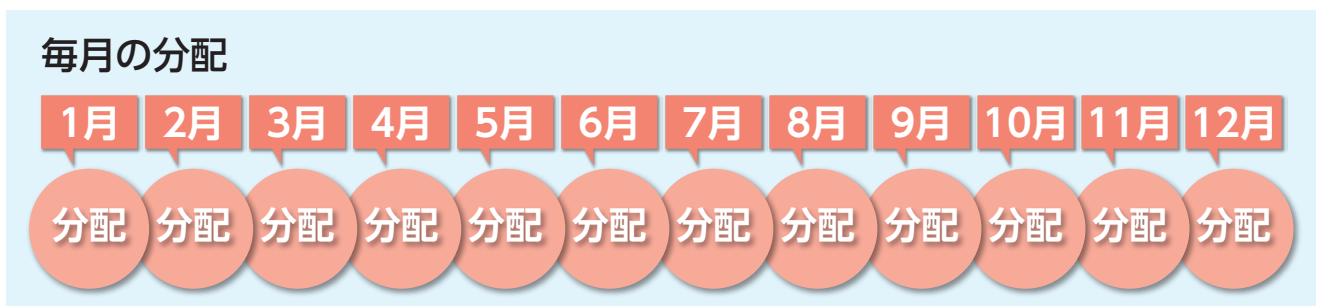 毎月の分配
1月 2月 3月 4月 5月 6月 7月 8月 9月 10月 11月 12月
分配 分配 分配 分配 分配 分配 分配 分配 分配 分配 分配 分配